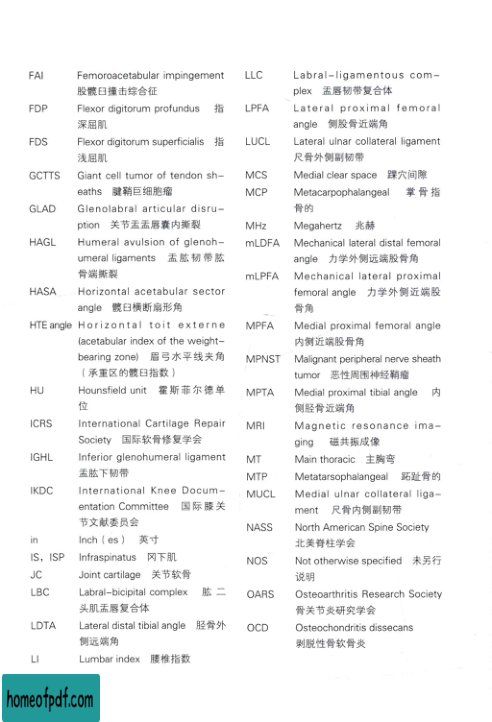 FAI Femoroacetabular impingement
股髋臼撞击综合征
FDP Flexor digitorum profundus 指
深屈肌
FDS Flexor digitorum superficialis 指
浅屈肌
GCTTS Giant cell tumor of tendon sh-
eaths 腱鞘巨细胞瘤
GLAD Glenolabral articular disru-
ption 关节盂盂唇囊内撕裂
HAGL Humeral avulsion of glenoh-
umeral ligaments 盂肱韧带肱
骨端撕裂
HASA Horizontal acetabular sector
angle 髋臼横断扇形角
HTE angle Horizontal toit externe
(acetabular index of the weight-
bearing zone) 眉弓水平线夹角
（承重区的髋臼指数）
HU Hounsfield unit 霍斯菲尔德单
位
ICRS International Cartilage Repair
Society 国际软骨修复学会
IGHL Inferior glenohumeral ligament
盂肱下韧带
IKDC International Knee Docum-
entation Committee 国际膝关
节文献委员会
in Inch（es） 英寸
IS，ISP Infraspinatus 冈下肌
JC Joint cartilage 关节软骨
LBC Labral-bicipital complex 肱二
头肌盂唇复合体
LDTA Lateral distal tibial angle 胫骨外
侧远端角
LI Lumbar index 腰椎指数
LLC Labral-ligamentous com-
plex 盂唇韧带复合体
LPFA Lateral proximal femoral
angle 侧股骨近端角
LUCL Lateral ulnar collateral ligament
尺骨外侧副韧带
MCS Medial clear space 踝穴间隙
MCP Metacarpophalangeal 掌骨指
骨的
MHz Megahertz 兆赫
mLDFA Mechanical lateral distal femoral
angle 力学外侧远端股骨角
mLPFA Mechanical lateral proximal
femoral angle 力学外侧近端股
骨角
MPFA Medial proximal femoral angle
内侧近端股骨角
MPNST Malignant peripheral nerve sheath
tumor 恶性周围神经鞘瘤
MPTA Medial proximal tibial angle 内
侧胫骨近端角
MRI Magnetic resonance ima-
ging 磁共振成像
MT Main thoracic 主胸弯
MTP Metatarsophalangeal 跖趾骨的
MUCL Medial ulnar collateral liga-
ment 尺骨内侧副韧带
NASS North American Spine Society
北美脊柱学会
NOS Not otherwise specified 未另行
说明
OARS Osteoarthritis Research Society
骨关节炎研究学会
OCD Osteochondritis dissecans
剥脱性骨软骨炎
homeofpdf.com